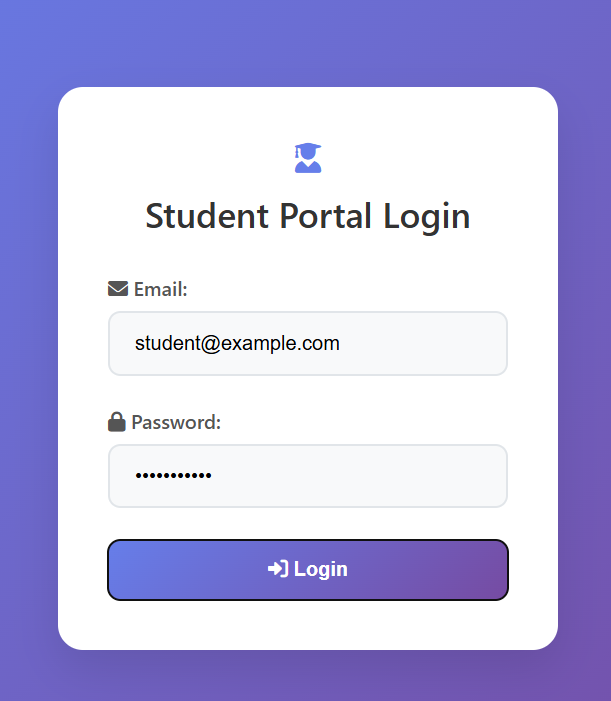 Student Portal Login
Email:
student@example.com
Password:
•••••••••••
Login